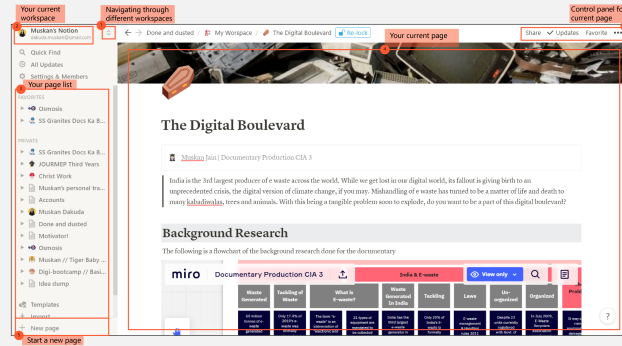 Your current
workspace
Navigating through
different workspaces
Control panel fo
current page
Muskan's Notion
Done and dusted / My Workspace / The Digital Boulevard Re-lock
Your current page
Share Updates Favorite
Quick Find
All Updates
Settings & Members
Your page list
FAVORITES
Osmosis
SS Granites Docs Ka B...
PRIVATE
SS Granites Docs Ka B...
JOURMEP Third Years
Christ Work
Muskan's personal tra...
Accounts
Muskan Dakuda
Done and dusted
Motivator!
Osmosis
Muskan // Tiger Baby ...
Digi-bootcamp // Basi...
Idea dump
Templates
Import
New page
Start a new page
The Digital Boulevard
Muskan Jain | Documentary Production CIA 3
India is the 3rd largest producer of e waste across the world. While we get lost in our digital world, its fallout is giving birth to an
unprecedented crisis, the digital version of climate change, if you may. Mishandling of e waste has turned to be a matter of life and death to
many kabadiwalas, trees and animals. With this being a tangible problem soon to explode, do you want to be a part of this digital boulevard?
Background Research
The following is a flowchart of the background research done for the documentary
miro Documentary Production CIA 3 India & E-waste View only
Waste
Generated
Tackling of
Waste
What is
E-waste?
Waste
Generated
In India
Tackling
Laws
Un-
organized
Organized
?